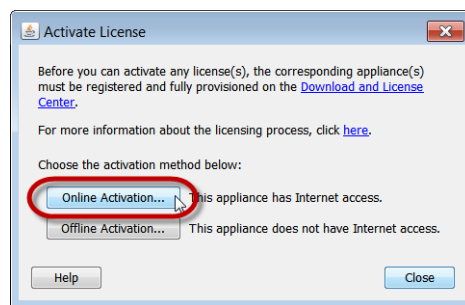 Activate License
Before you can activate any license(s), the corresponding appliance(s)
must be registered and fully provisioned on the Download and License
Center.
For more information about the licensing process, click here.
Choose the activation method below:
Online Activation... This appliance has Internet access.
Offline Activation... This appliance does not have Internet access.
Help Close